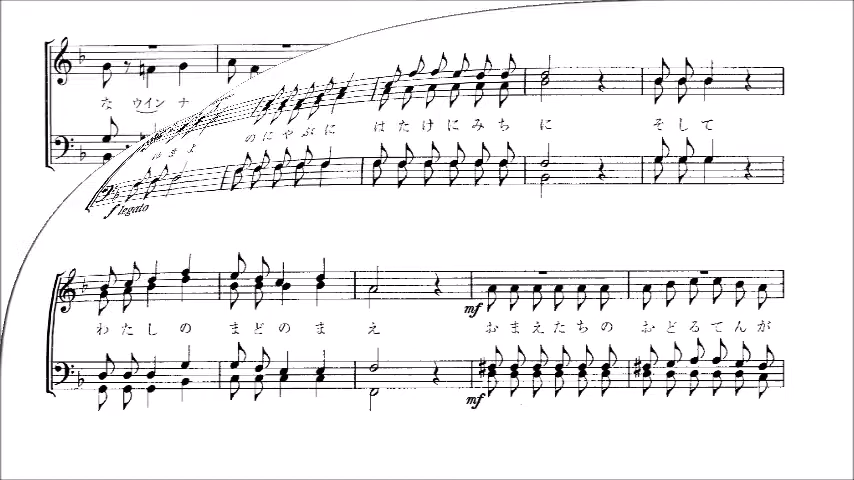 な ウイン ナ
のにやぶに はたけにみちに そして
f legato
mf
わたしの まどのまえ おまえたちの おどるてんが
mf